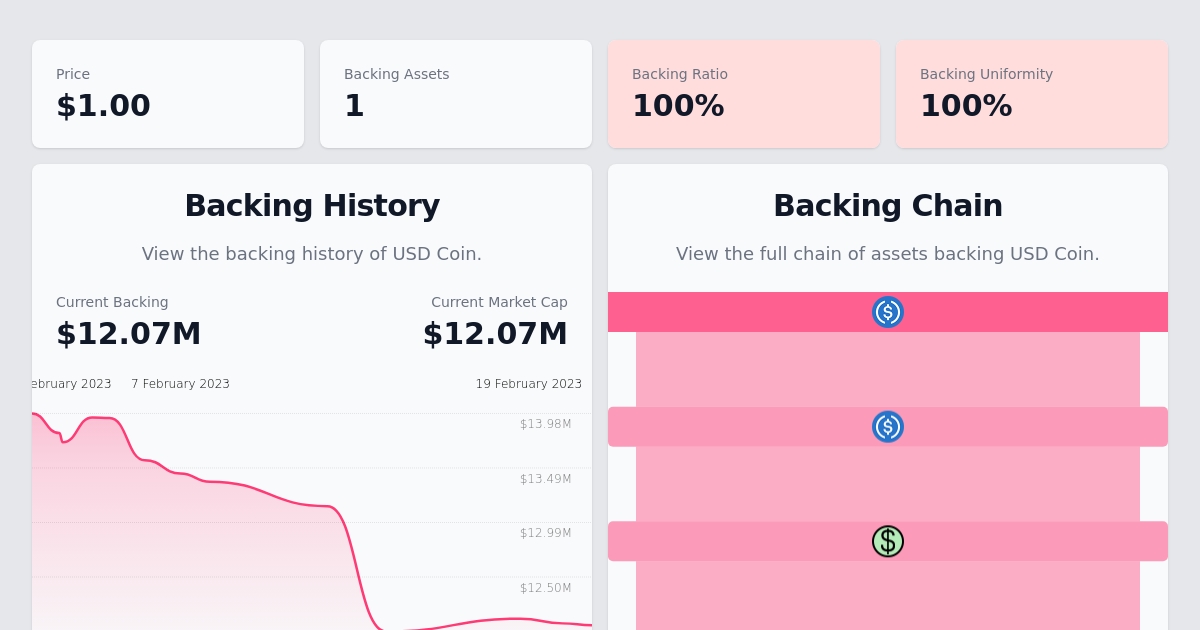 Price
$1.00
Backing Assets
1
Backing Ratio
100%
Backing Uniformity
100%
Backing History
View the backing history of USD Coin.
Current Backing
$12.07M
Current Market Cap
$12.07M
ebruary 2023
7 February 2023
19 February 2023
$13.98M
$13.49M
$12.99M
$12.50M
Backing Chain
View the full chain of assets backing USD Coin.
$
$
$